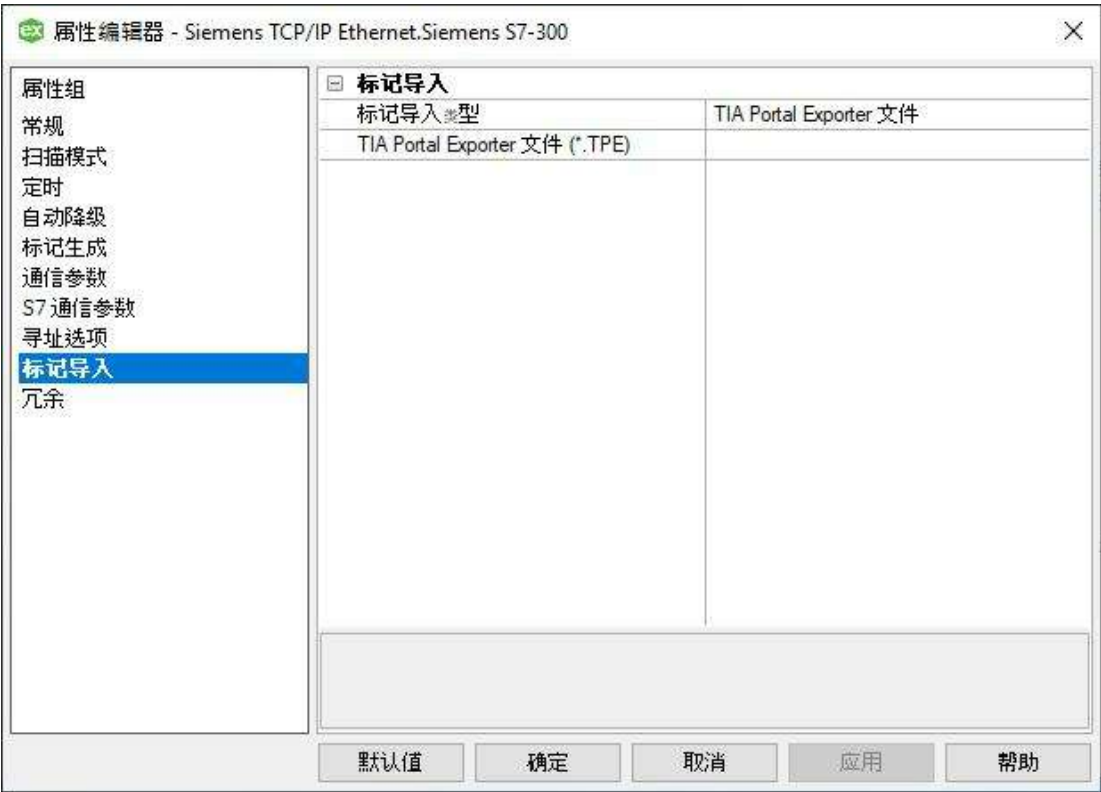 ex 属性编辑器 - Siemens TCP/IP Ethernet.Siemens S7-300
属性组
常规
扫描模式
定时
自动降级
标记生成
通信参数
S7 通信参数
寻址选项
标记导入
冗余
标记导入
标记导入类型 TIA Portal Exporter 文件
TIA Portal Exporter 文件 (*.TPE)
默认值 确定 取消 应用 帮助